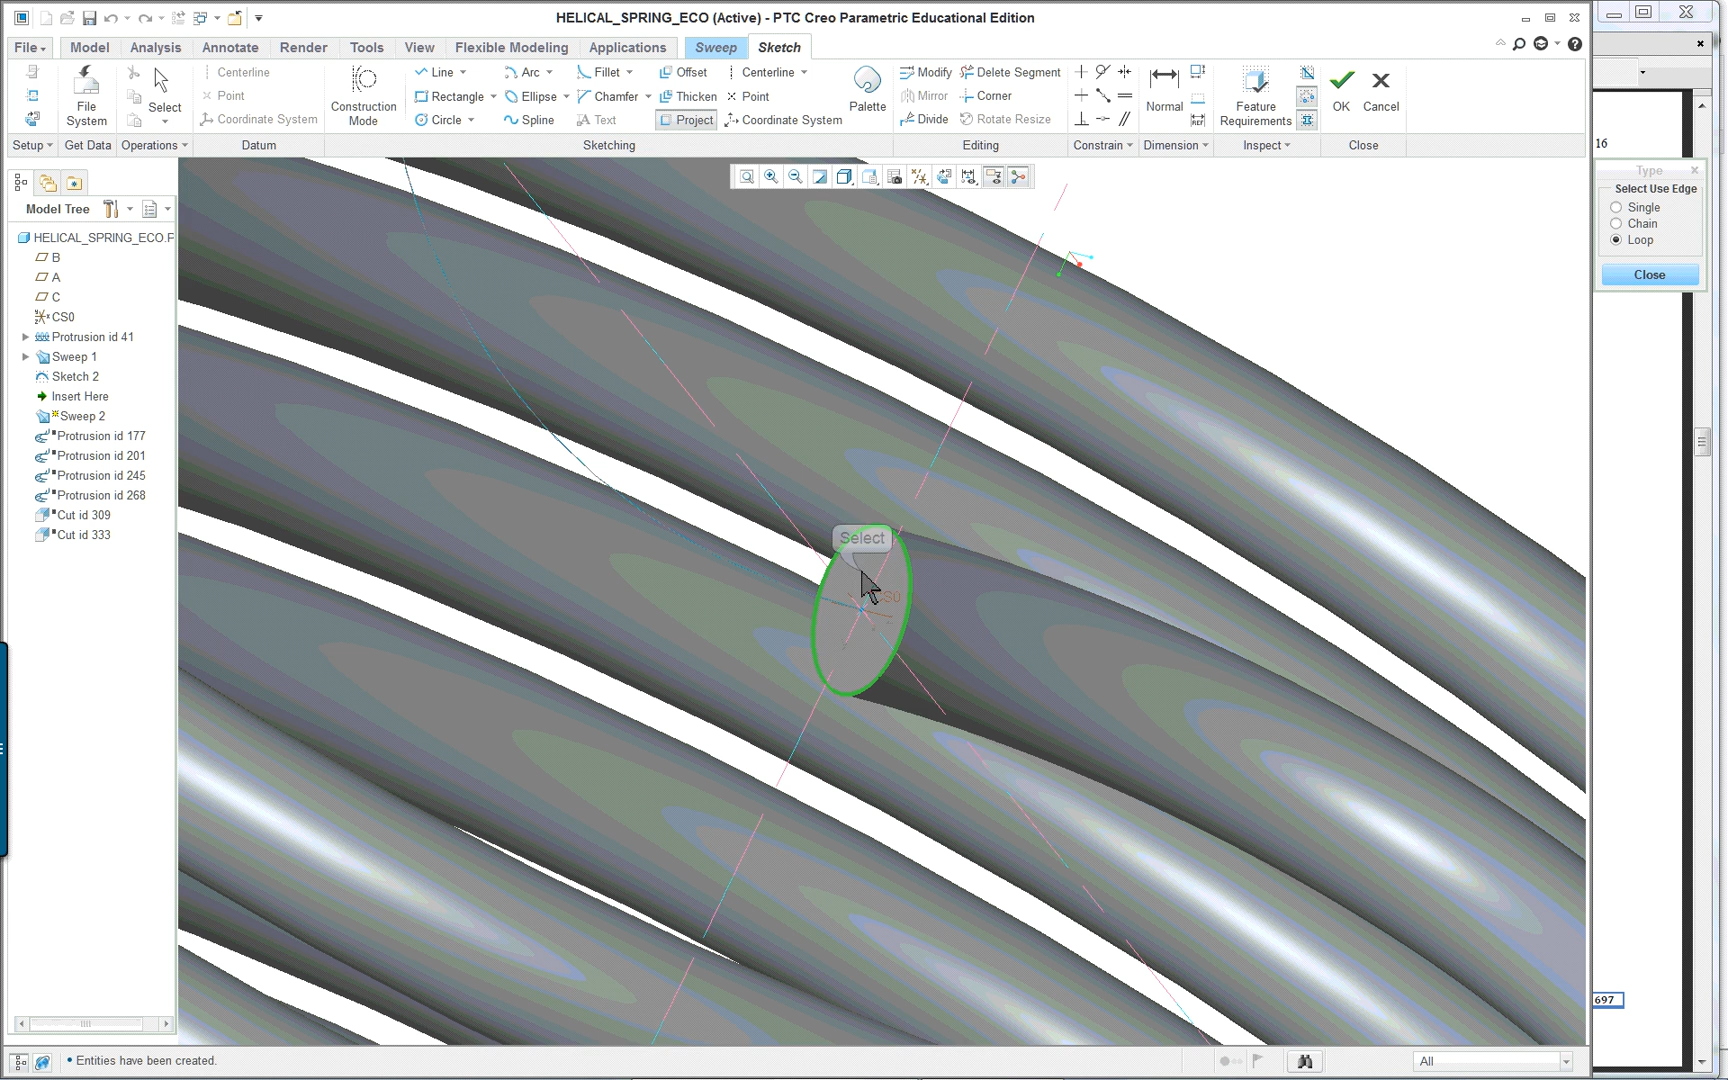 HELICAL_SPRING_ECO (Active) - PTC Creo Parametric Educational Edition
File Model Analysis Annotate Render Tools View Flexible Modeling Applications Sweep Sketch
Centerline
Point
Coordinate System
File System
Select
Construction Mode
Line Arc Fillet Offset Centerline
Rectangle Ellipse Chamfer Thicken Point
Circle Spline Text Project Coordinate System
Palette
Modify Delete Segment
Mirror Corner
Divide Rotate Resize
Normal
Feature Requirements
OK Cancel
Setup Get Data Operations Datum Sketching Editing Constrain Dimension Inspect Close
16
Model Tree
HELICAL_SPRING_ECO.F
B
A
C
CS0
Protrusion id 41
Sweep 1
Sketch 2
Insert Here
Sweep 2
Protrusion id 177
Protrusion id 201
Protrusion id 245
Protrusion id 268
Cut id 309
Cut id 333
Select
CS0
Type
Select Use Edge
Single
Chain
Loop
Close
697
• Entities have been created.
All